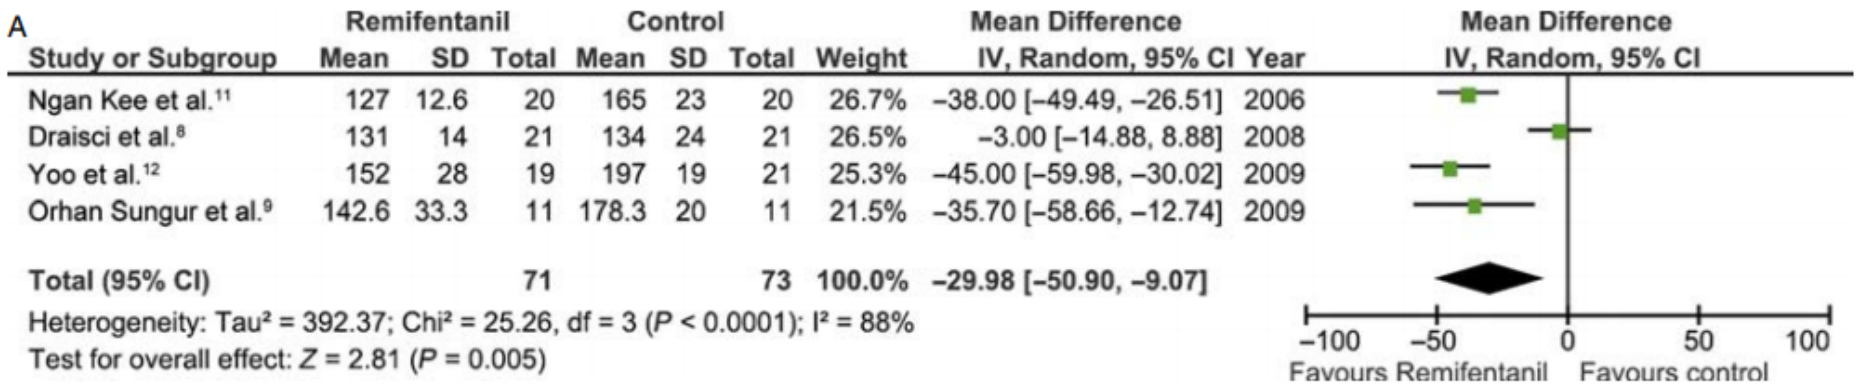 A
Remifentanil Control Mean Difference Mean Difference
Study or Subgroup Mean SD Total Mean SD Total Weight IV, Random, 95% CI Year IV, Random, 95% CI
Ngan Kee et al.¹¹ 127 12.6 20 165 23 20 26.7% −38.00 [−49.49, −26.51] 2006
Draisci et al.⁸ 131 14 21 134 24 21 26.5% −3.00 [−14.88, 8.88] 2008
Yoo et al.¹² 152 28 19 197 19 21 25.3% −45.00 [−59.98, −30.02] 2009
Orhan Sungur et al.⁹ 142.6 33.3 11 178.3 20 11 21.5% −35.70 [−58.66, −12.74] 2009
Total (95% CI) 71 73 100.0% −29.98 [−50.90, −9.07]
Heterogeneity: Tau² = 392.37; Chi² = 25.26, df = 3 (P < 0.0001); I² = 88%
Test for overall effect: Z = 2.81 (P = 0.005)
−100 −50 0 50 100
Favours Remifentanil Favours control